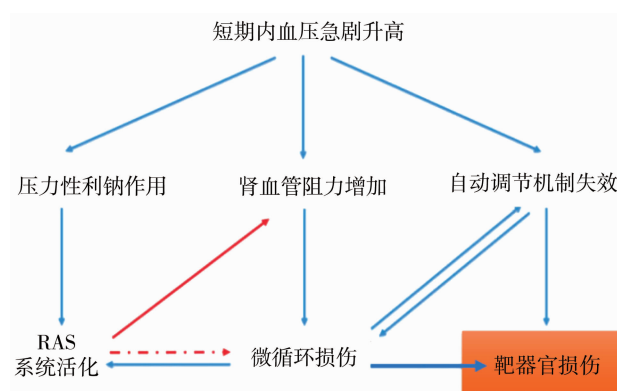 短期内血压急剧升高
压力性利钠作用
肾血管阻力增加
自动调节机制失效
RAS
系统活化
微循环损伤
靶器官损伤